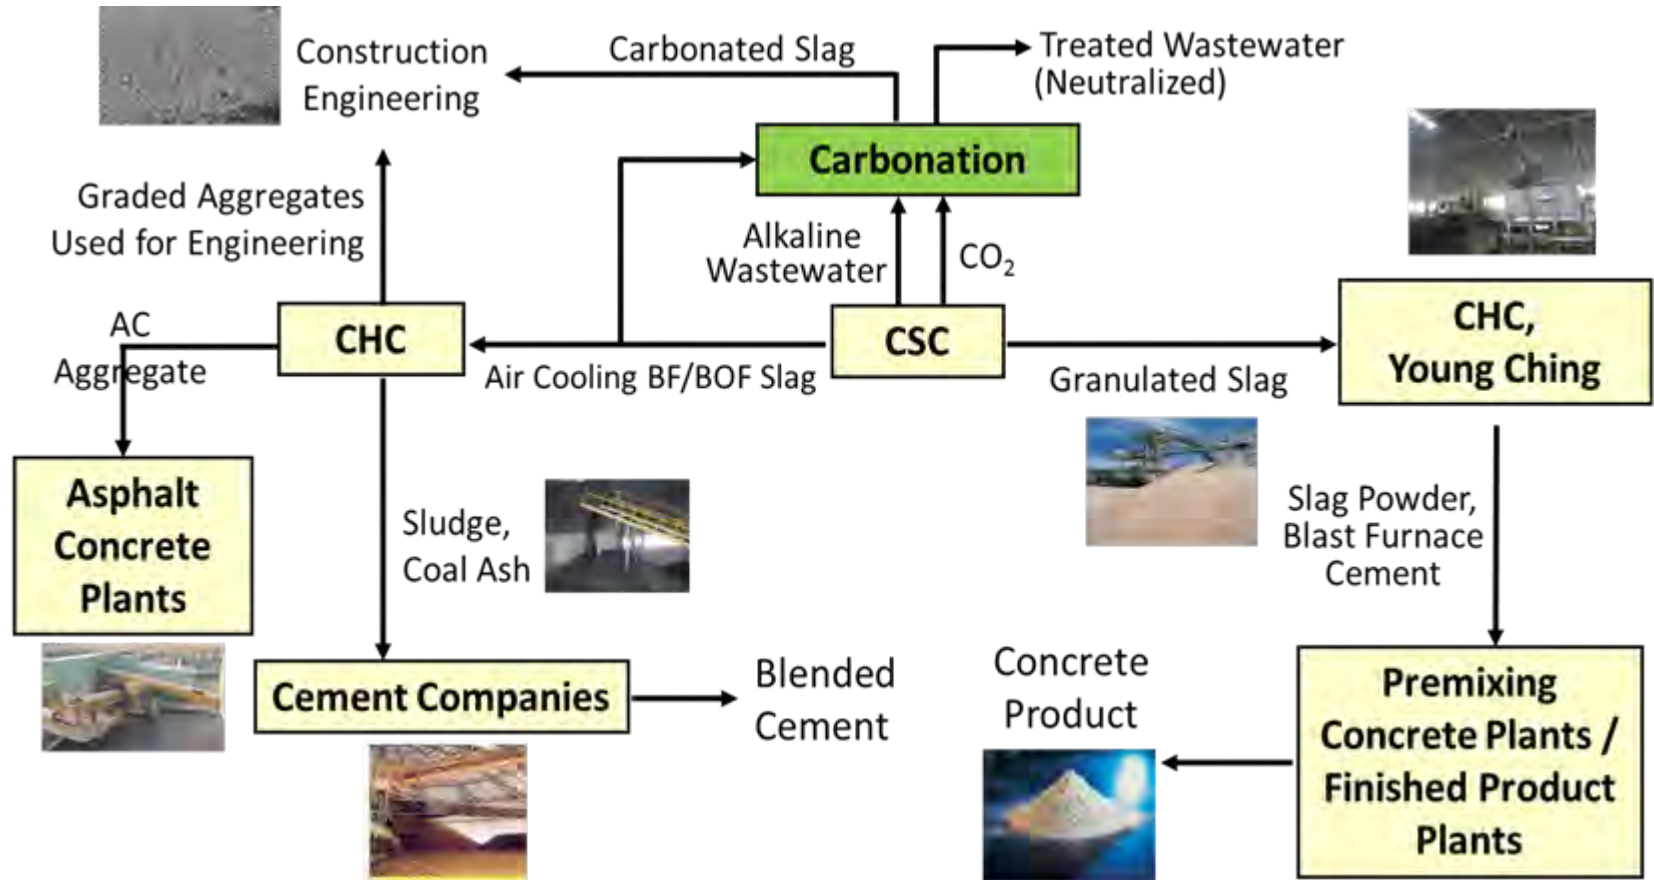 Construction
Engineering
Carbonated Slag
Treated Wastewater
(Neutralized)
Carbonation
Graded Aggregates
Used for Engineering
Alkaline
Wastewater
CO₂
AC
Aggregate
CHC
Air Cooling BF/BOF Slag
CSC
Granulated Slag
CHC,
Young Ching
Asphalt
Concrete
Plants
Sludge,
Coal Ash
Slag Powder,
Blast Furnace
Cement
Cement Companies
Blended
Cement
Concrete
Product
Premixing
Concrete Plants /
Finished Product
Plants